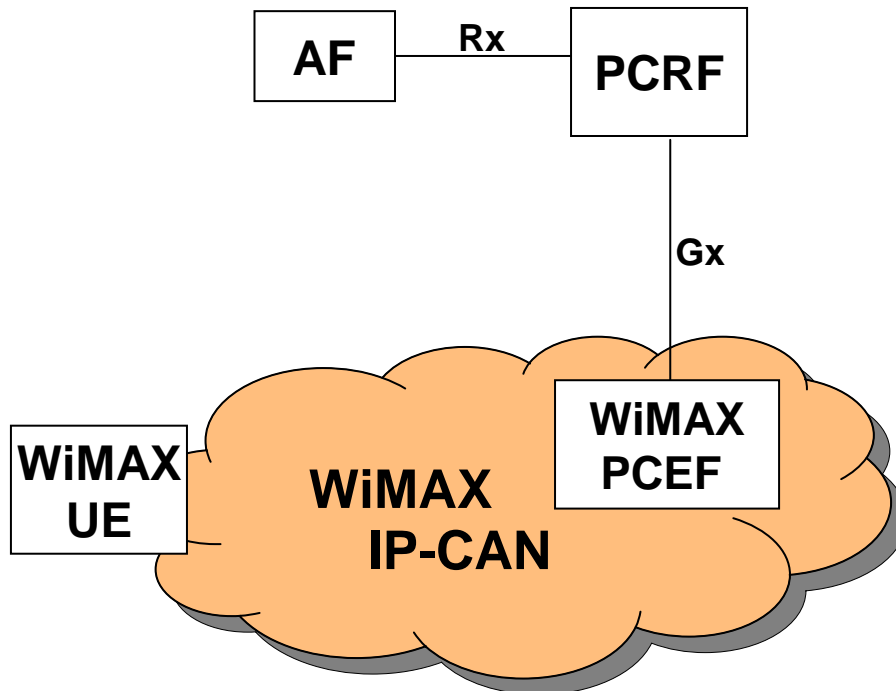 AF
Rx
PCRF
Gx
WiMAX
PCEF
WiMAX
UE
WiMAX
IP-CAN